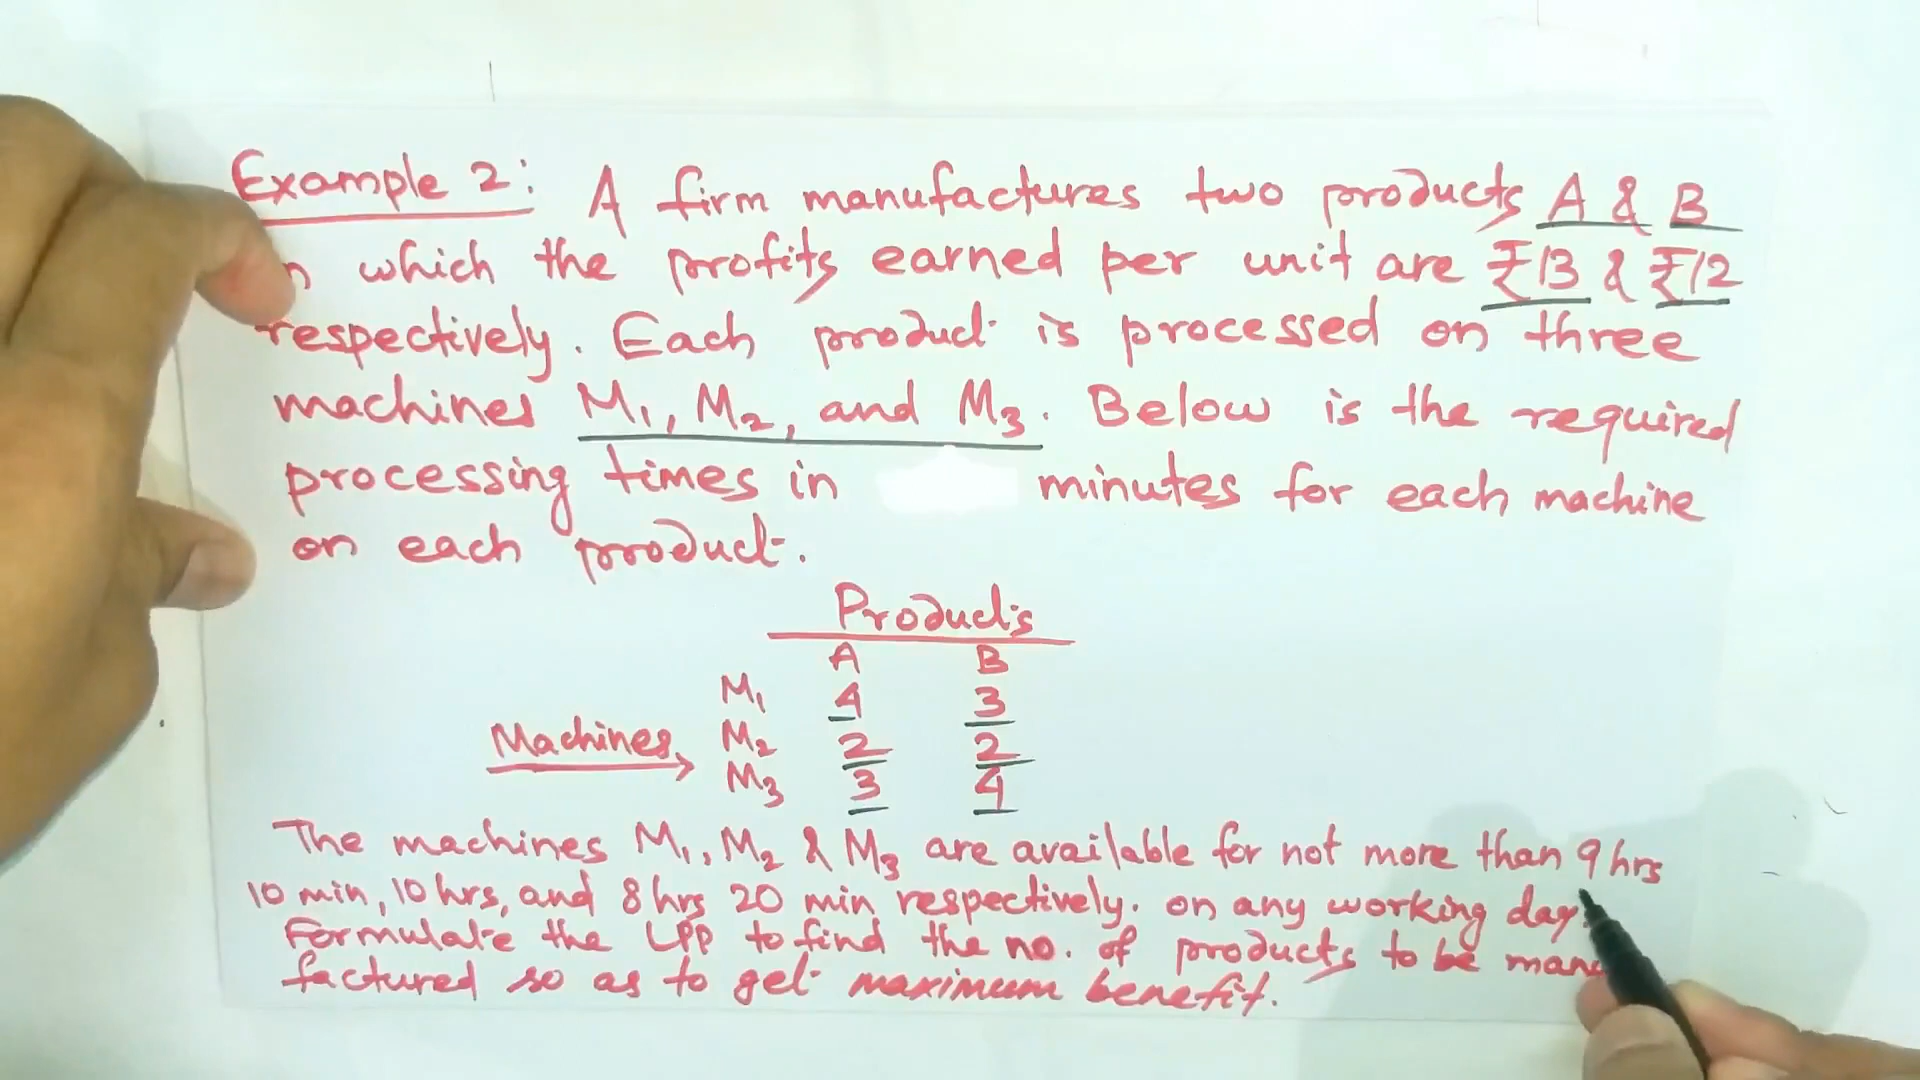 Example 2: A firm manufactures two products A & B
which the profits earned per unit are ₹13 & ₹12
respectively. Each product is processed on three
machines M1, M2, and M3. Below is the required
processing times in minutes for each machine
on each product.
Products
A B
M1 4 3
Machines M2 2 2
M3 3 4
The machines M1, M2 & M3 are available for not more than 9 hrs
10 min, 10 hrs, and 8 hrs 20 min respectively. on any working day.
Formulate the LPP to find the no. of products to be manu
factured so as to get maximum benefit.